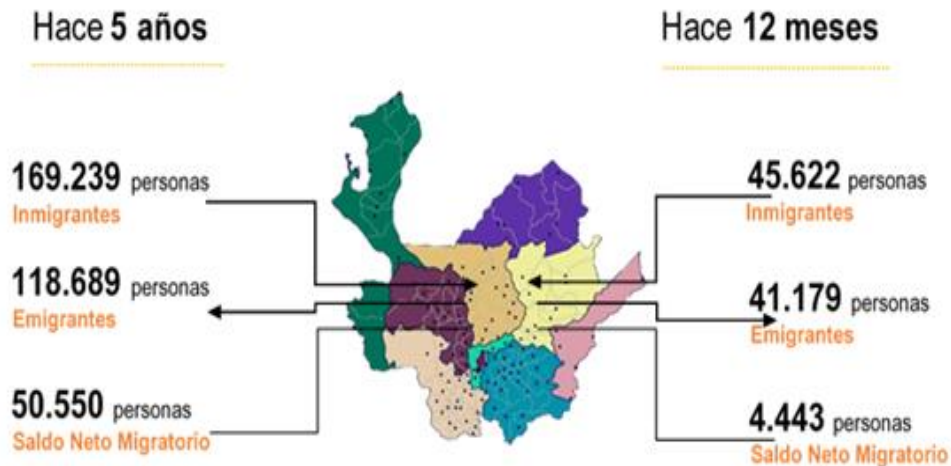 Hace 5 años
169.239 personas
Inmigrantes
118.689 personas
Emigrantes
50.550 personas
Saldo Neto Migratorio
Hace 12 meses
45.622 personas
Inmigrantes
41.179 personas
Emigrantes
4.443 personas
Saldo Neto Migratorio